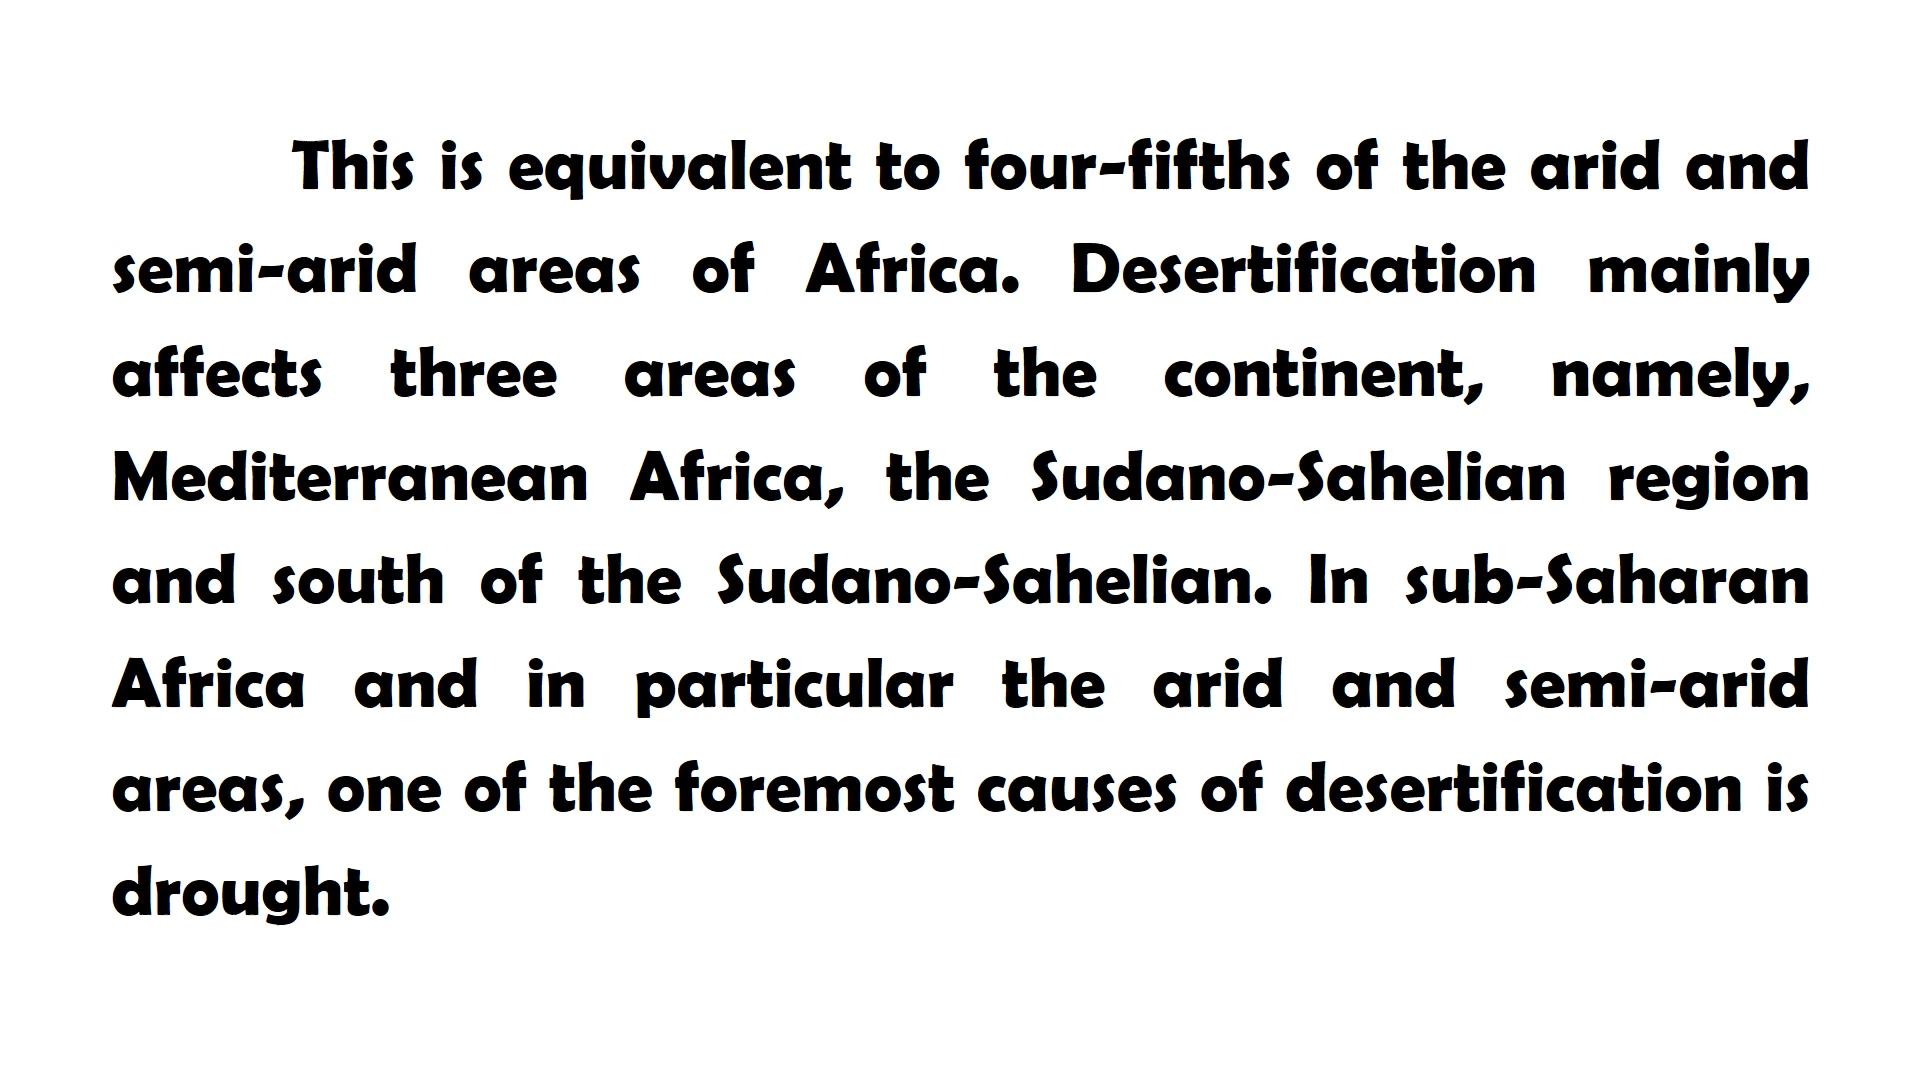 This is equivalent to four-fifths of the arid and
semi-arid areas of Africa. Desertification mainly
affects three areas of the continent, namely,
Mediterranean Africa, the Sudano-Sahelian region
and south of the Sudano-Sahelian. In sub-Saharan
Africa and in particular the arid and semi-arid
areas, one of the foremost causes of desertification is
drought.